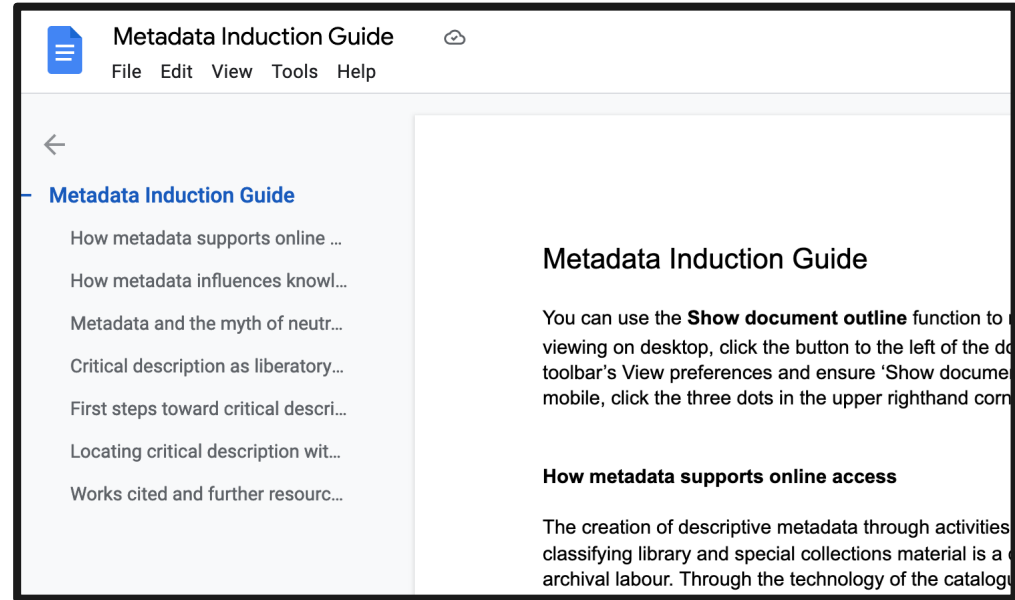 Metadata Induction Guide
File Edit View Tools Help
Metadata Induction Guide
How metadata supports online ...
How metadata influences knowl...
Metadata and the myth of neutr...
Critical description as liberatory...
First steps toward critical descri...
Locating critical description wit...
Works cited and further resourc...
Metadata Induction Guide
You can use the Show document outline function to
viewing on desktop, click the button to the left of the
toolbar’s View preferences and ensure ‘Show
mobile, click the three dots in the upper righthand
How metadata supports online access
The creation of descriptive metadata through activities
classifying library and special collections material is a
archival labour. Through the technology of the